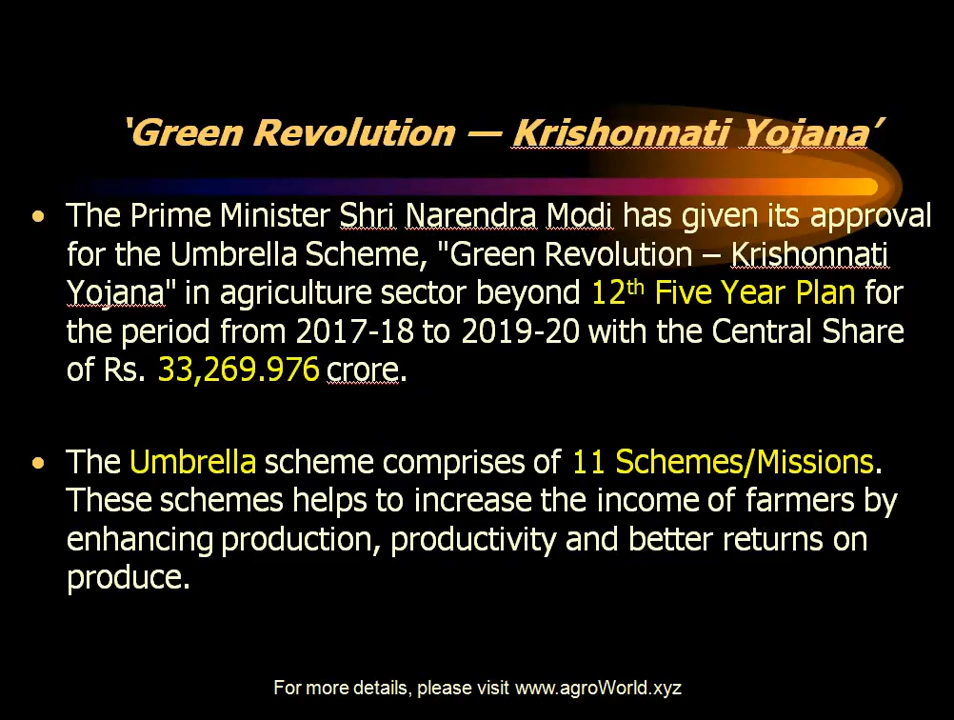 ‘Green Revolution — Krishonnati Yojana’
• The Prime Minister Shri Narendra Modi has given its approval
for the Umbrella Scheme, "Green Revolution – Krishonnati
Yojana" in agriculture sector beyond 12th Five Year Plan for
the period from 2017-18 to 2019-20 with the Central Share
of Rs. 33,269.976 crore.
• The Umbrella scheme comprises of 11 Schemes/Missions.
These schemes helps to increase the income of farmers by
enhancing production, productivity and better returns on
produce.
For more details, please visit www.agroWorld.xyz